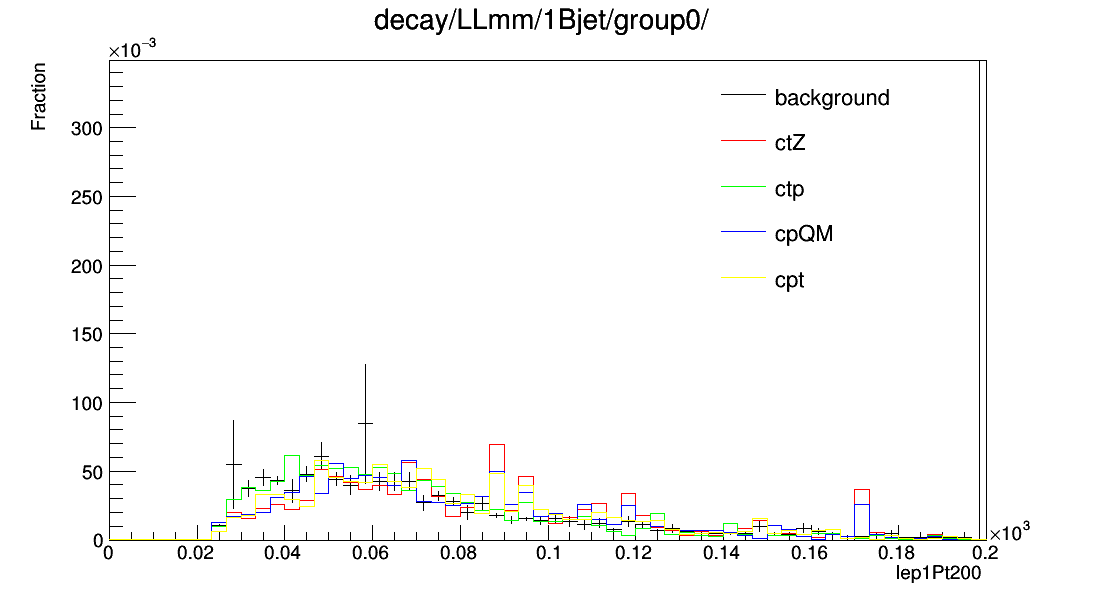 decay/LLmm/1Bjet/group0/
×10⁻³
Fraction
background
ctZ
ctp
cpQM
cpt
300
250
200
150
100
50
0
0 0.02 0.04 0.06 0.08 0.1 0.12 0.14 0.16 0.18 0.2
×10³
lep1Pt200